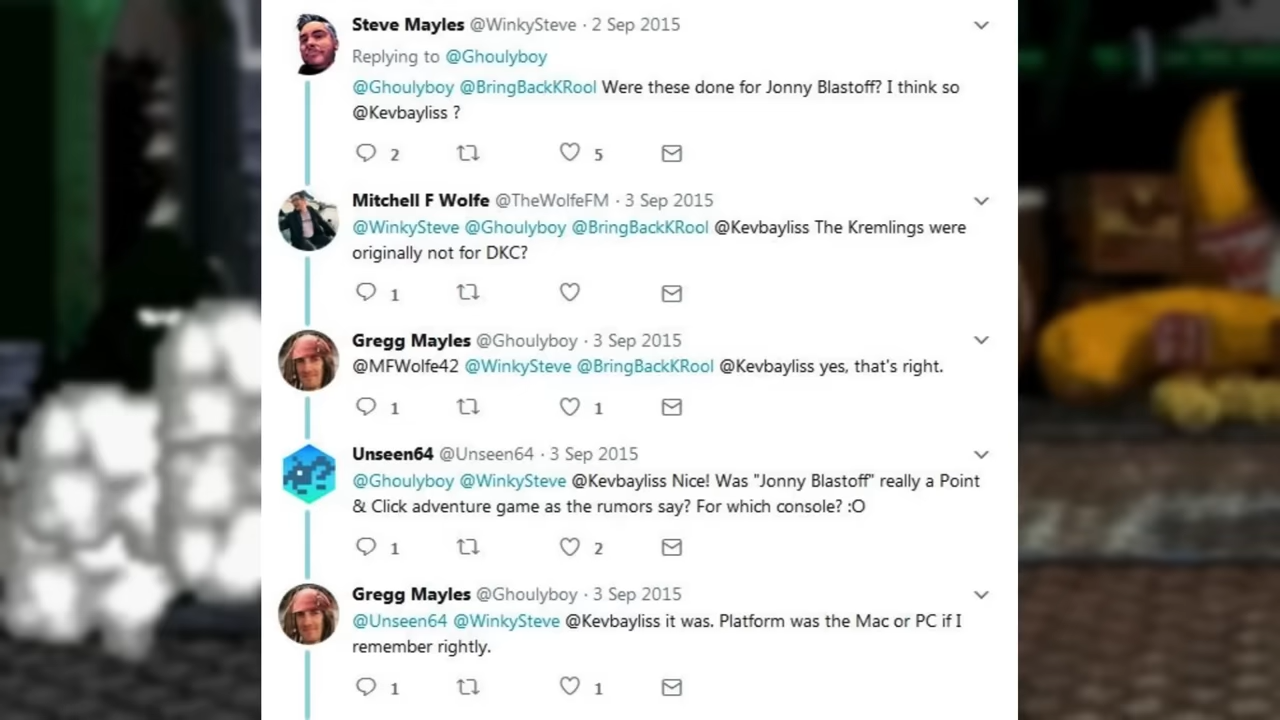 Steve Mayles @WinkySteve · 2 Sep 2015
Replying to @Ghoulyboy
@Ghoulyboy @BringBackKRool Were these done for Jonny Blastoff? I think so
@Kevbayliss ?
2 5
Mitchell F Wolfe @TheWolfeFM · 3 Sep 2015
@WinkySteve @Ghoulyboy @BringBackKRool @Kevbayliss The Kremlings were
originally not for DKC?
1
Gregg Mayles @Ghoulyboy · 3 Sep 2015
@MFWolfe42 @WinkySteve @BringBackKRool @Kevbayliss yes, that's right.
1 1
Unseen64 @Unseen64 · 3 Sep 2015
@Ghoulyboy @WinkySteve @Kevbayliss Nice! Was "Jonny Blastoff" really a Point
& Click adventure game as the rumors say? For which console? :O
1 2
Gregg Mayles @Ghoulyboy · 3 Sep 2015
@Unseen64 @WinkySteve @Kevbayliss it was. Platform was the Mac or PC if I
remember rightly.
1 1